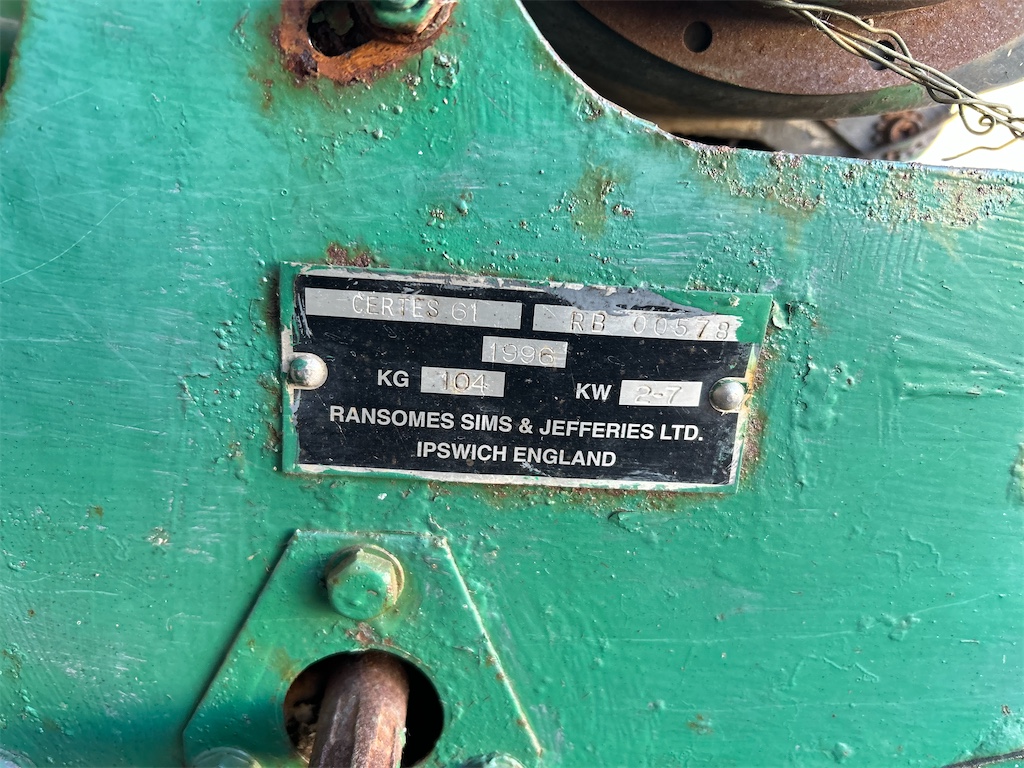 CERTES 61 RB 00578
1996
KG 104 KW 2-7
RANSOMES SIMS & JEFFERIES LTD.
IPSWICH ENGLAND